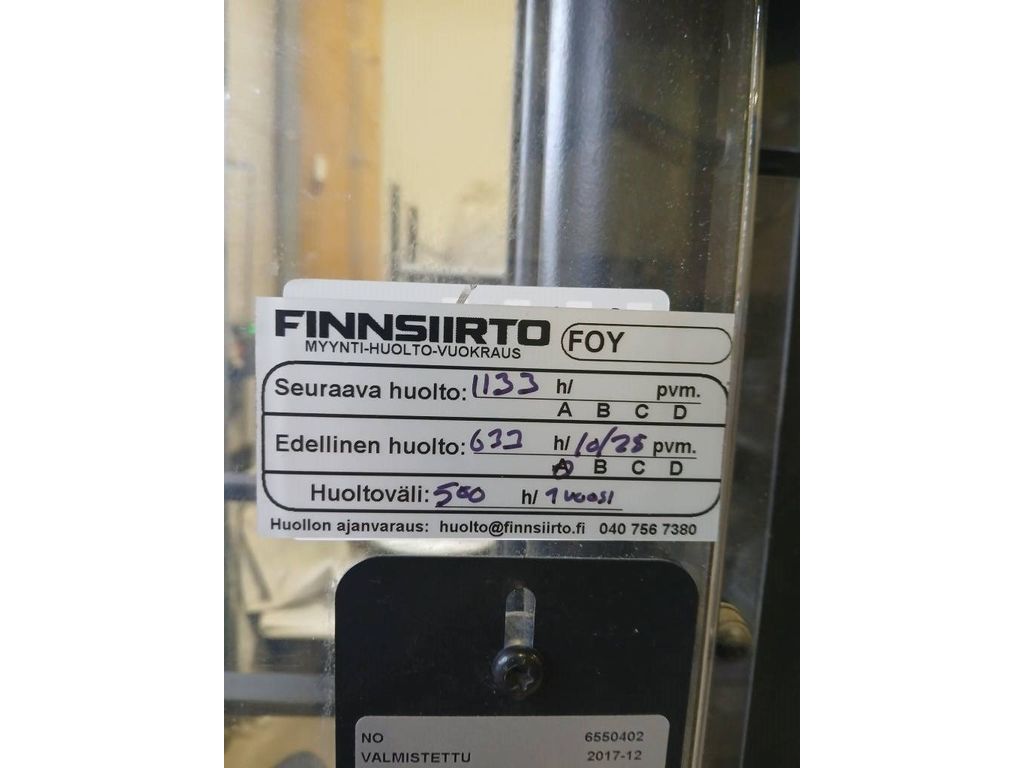 FINNSIIRTO FOY
MYYNTI-HUOLTO-VUOKRAUS
Seuraava huolto: 1133 h/ pvm.
A B C D
Edellinen huolto: 633 h/ 10/25 pvm.
A B C D
Huoltoväli: 500 h/ 1 vuosi
Huollon ajanvaraus: huolto@finnsiirto.fi 040 756 7380
NO 6550402
VALMISTETTU 2017-12